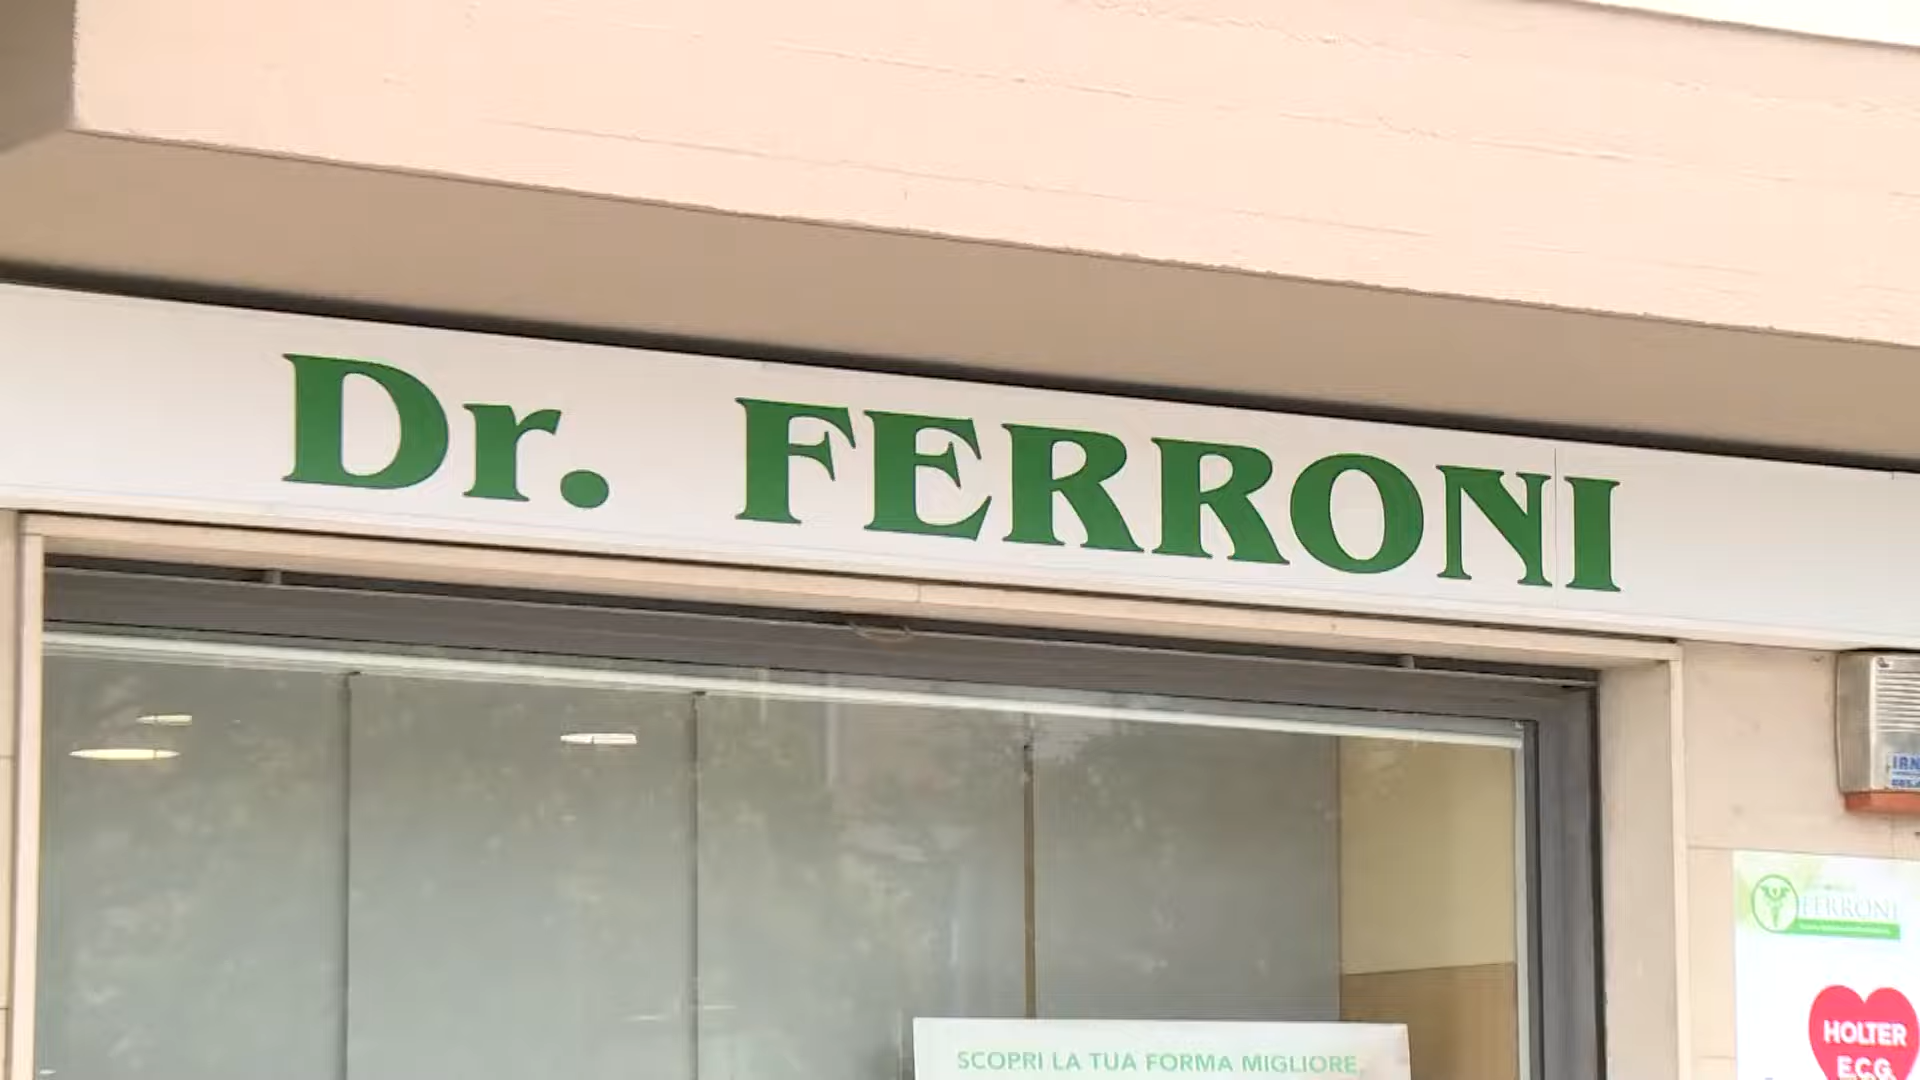 Dr. FERRONI
FERRONI
HOLTER
E.C.G.
SCOPRI LA TUA FORMA MIGLIORE